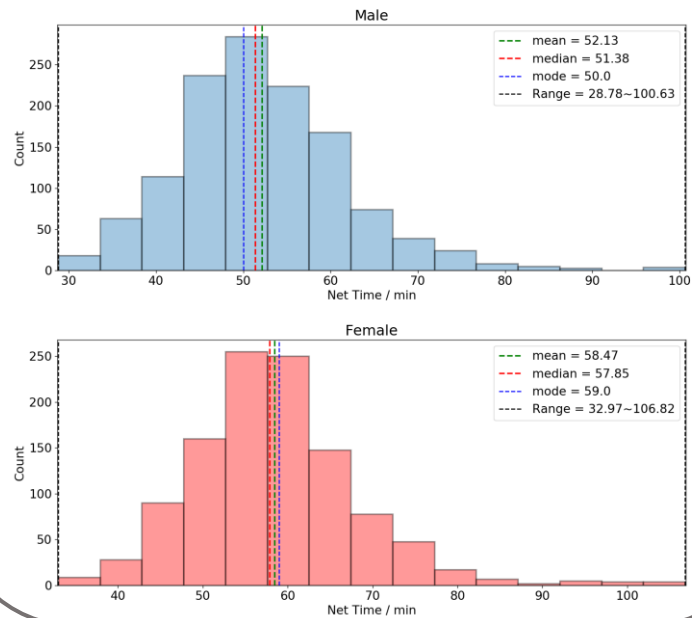 Male
mean = 52.13
median = 51.38
mode = 50.0
Range = 28.78~100.63
250
200
150
100
50
0
Count
30 40 50 60 70 80 90 100
Net Time / min
Female
mean = 58.47
median = 57.85
mode = 59.0
Range = 32.97~106.82
250
200
150
100
50
0
Count
40 50 60 70 80 90 100
Net Time / min